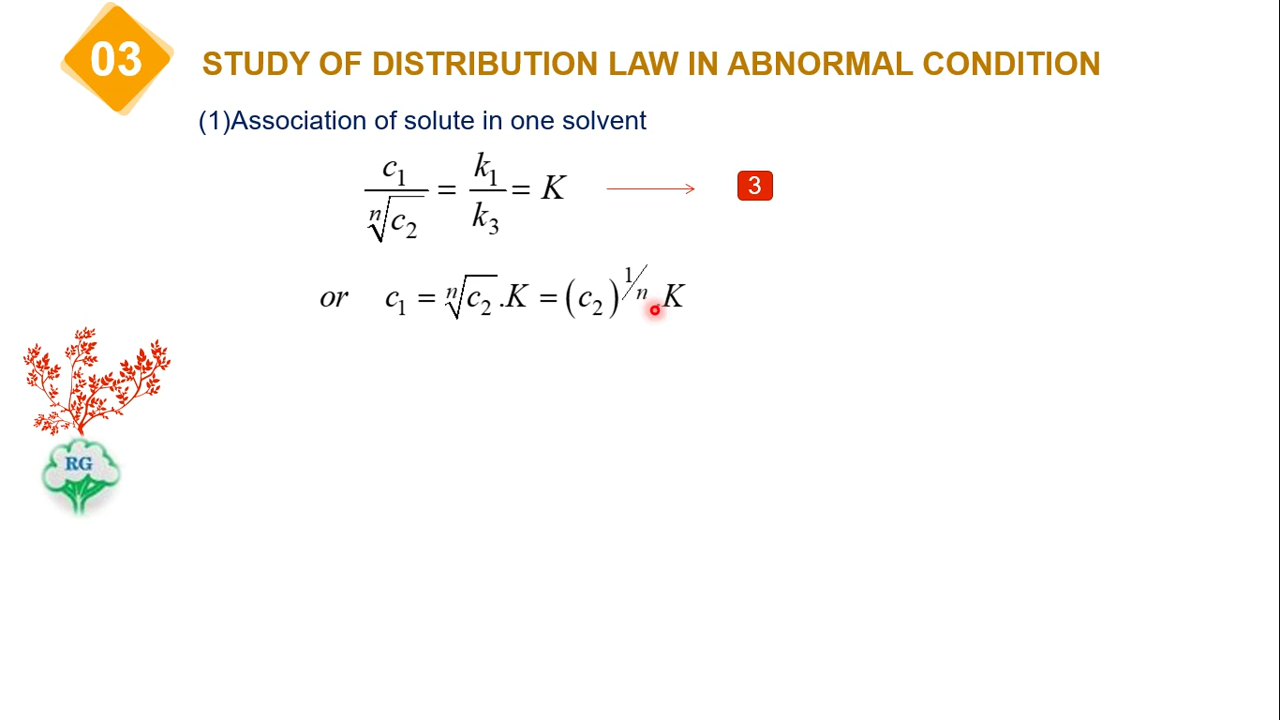 03
STUDY OF DISTRIBUTION LAW IN ABNORMAL CONDITION
(1)Association of solute in one solvent
c₁/ⁿ√c₂ = k₁/k₃ = K ⟶ 3
or c₁ = ⁿ√c₂ .K = (c₂)^(1/n) .K
RG